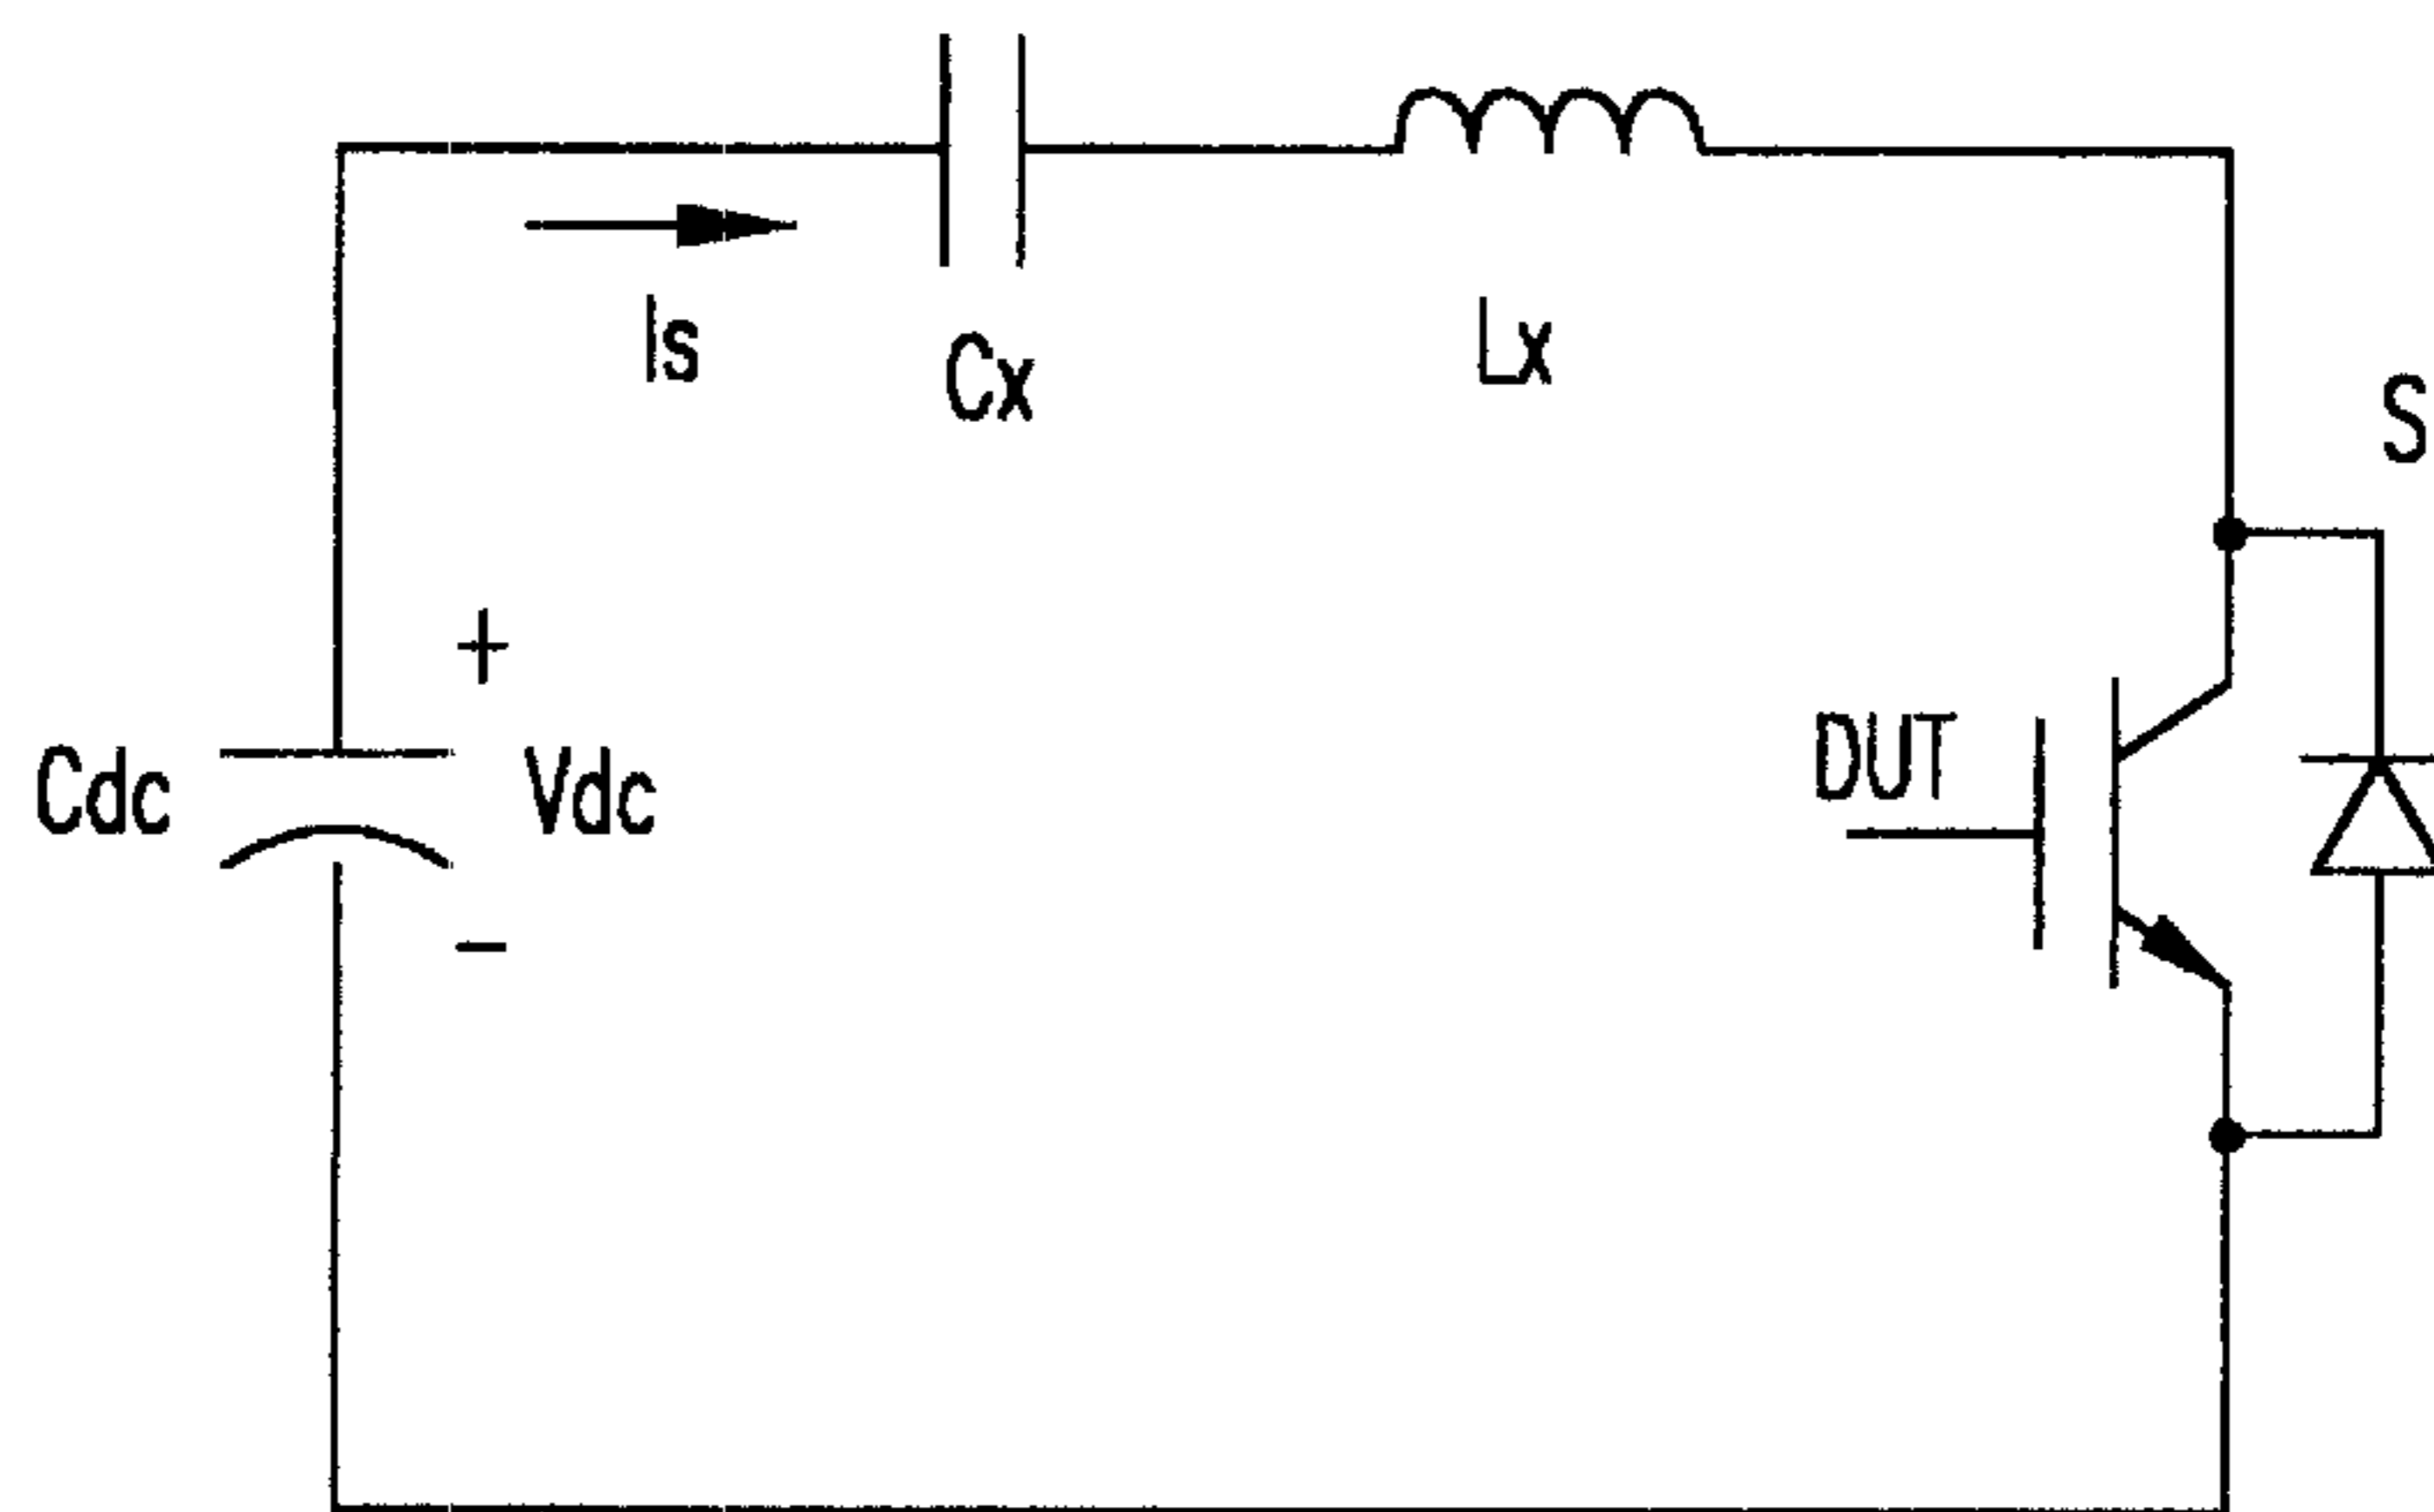 Is
Cx
Lx
S
+
Cdc
Vdc
DUT
−